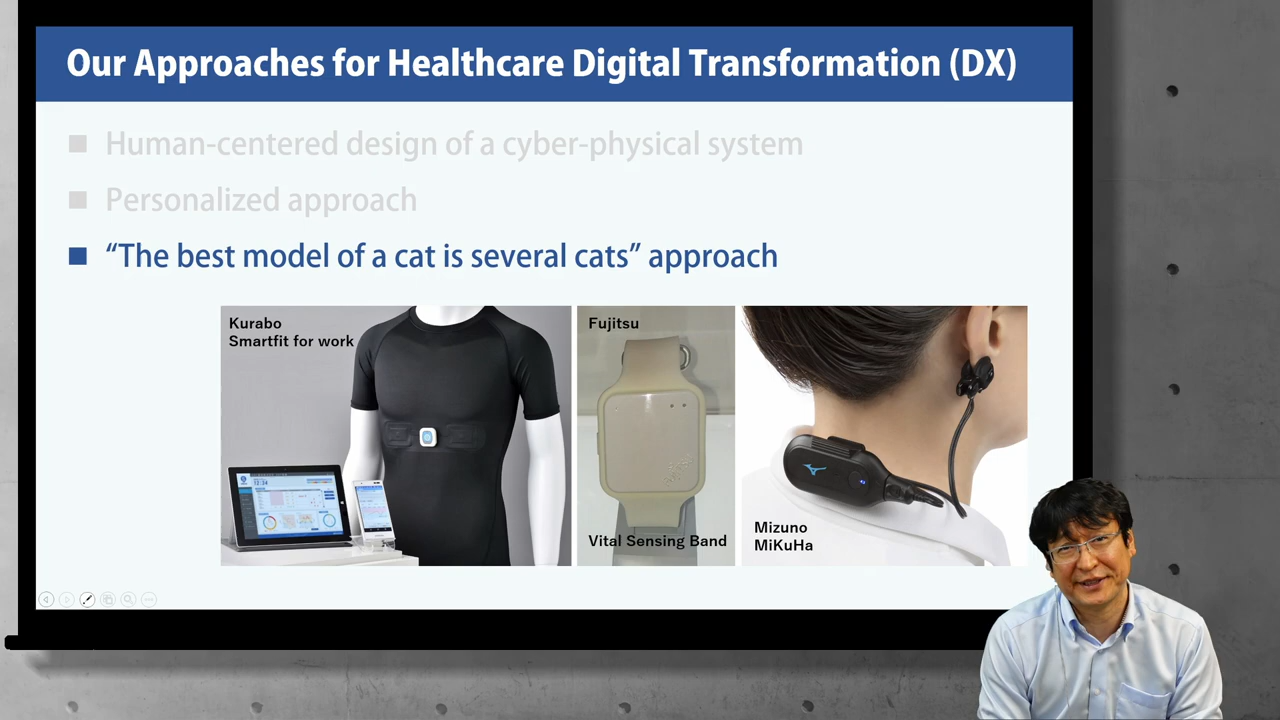 Our Approaches for Healthcare Digital Transformation (DX)
Human-centered design of a cyber-physical system
Personalized approach
“The best model of a cat is several cats” approach
Kurabo
Smartfit for work
Fujitsu
Vital Sensing Band
Mizuno
MiKuHa